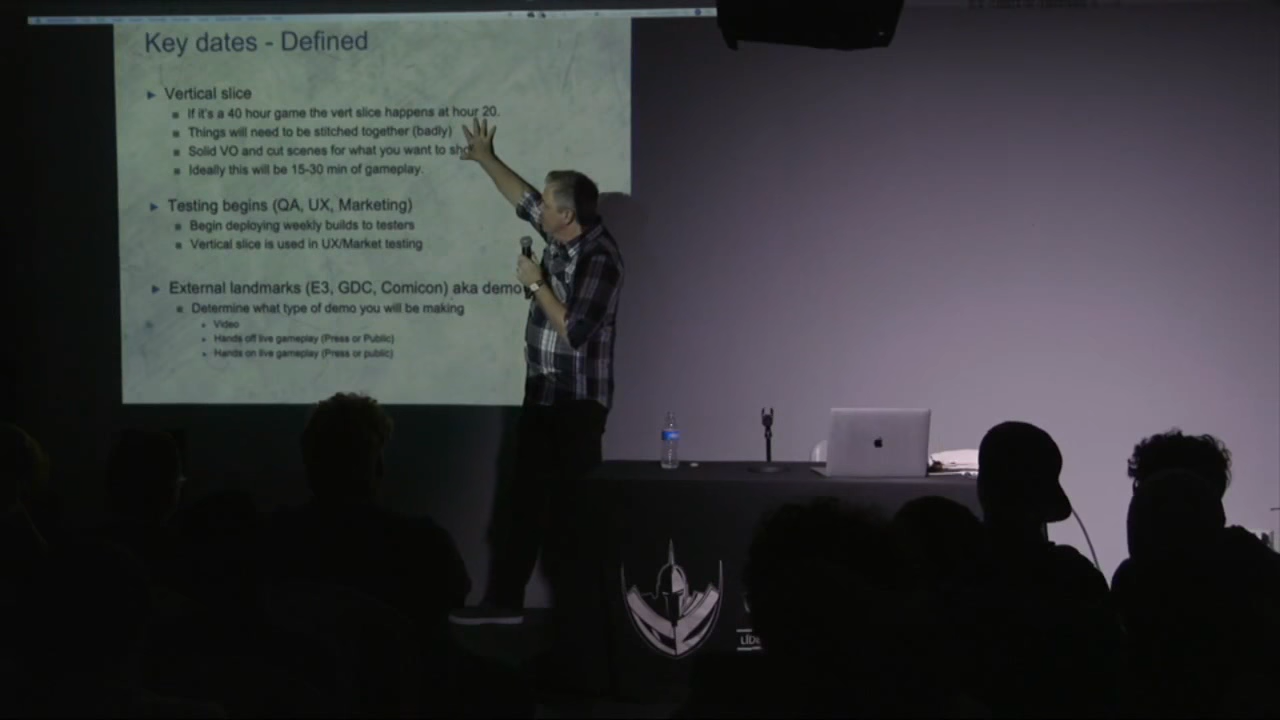 Key dates - Defined
Vertical slice
If it's a 40 hour game the vert slice happens at hour 20.
Things will need to be stitched together (badly)
Solid VO and cut scenes for what you want to sho
Ideally this will be 15-30 min of gameplay.
Testing begins (QA, UX, Marketing)
Begin deploying weekly builds to testers
Vertical slice is used in UX/Market testing
External landmarks (E3, GDC, Comicon) aka demo
Determine what type of demo you will be making
Video
Hands off live gameplay (Press or Public)
Hands on live gameplay (Press or public)